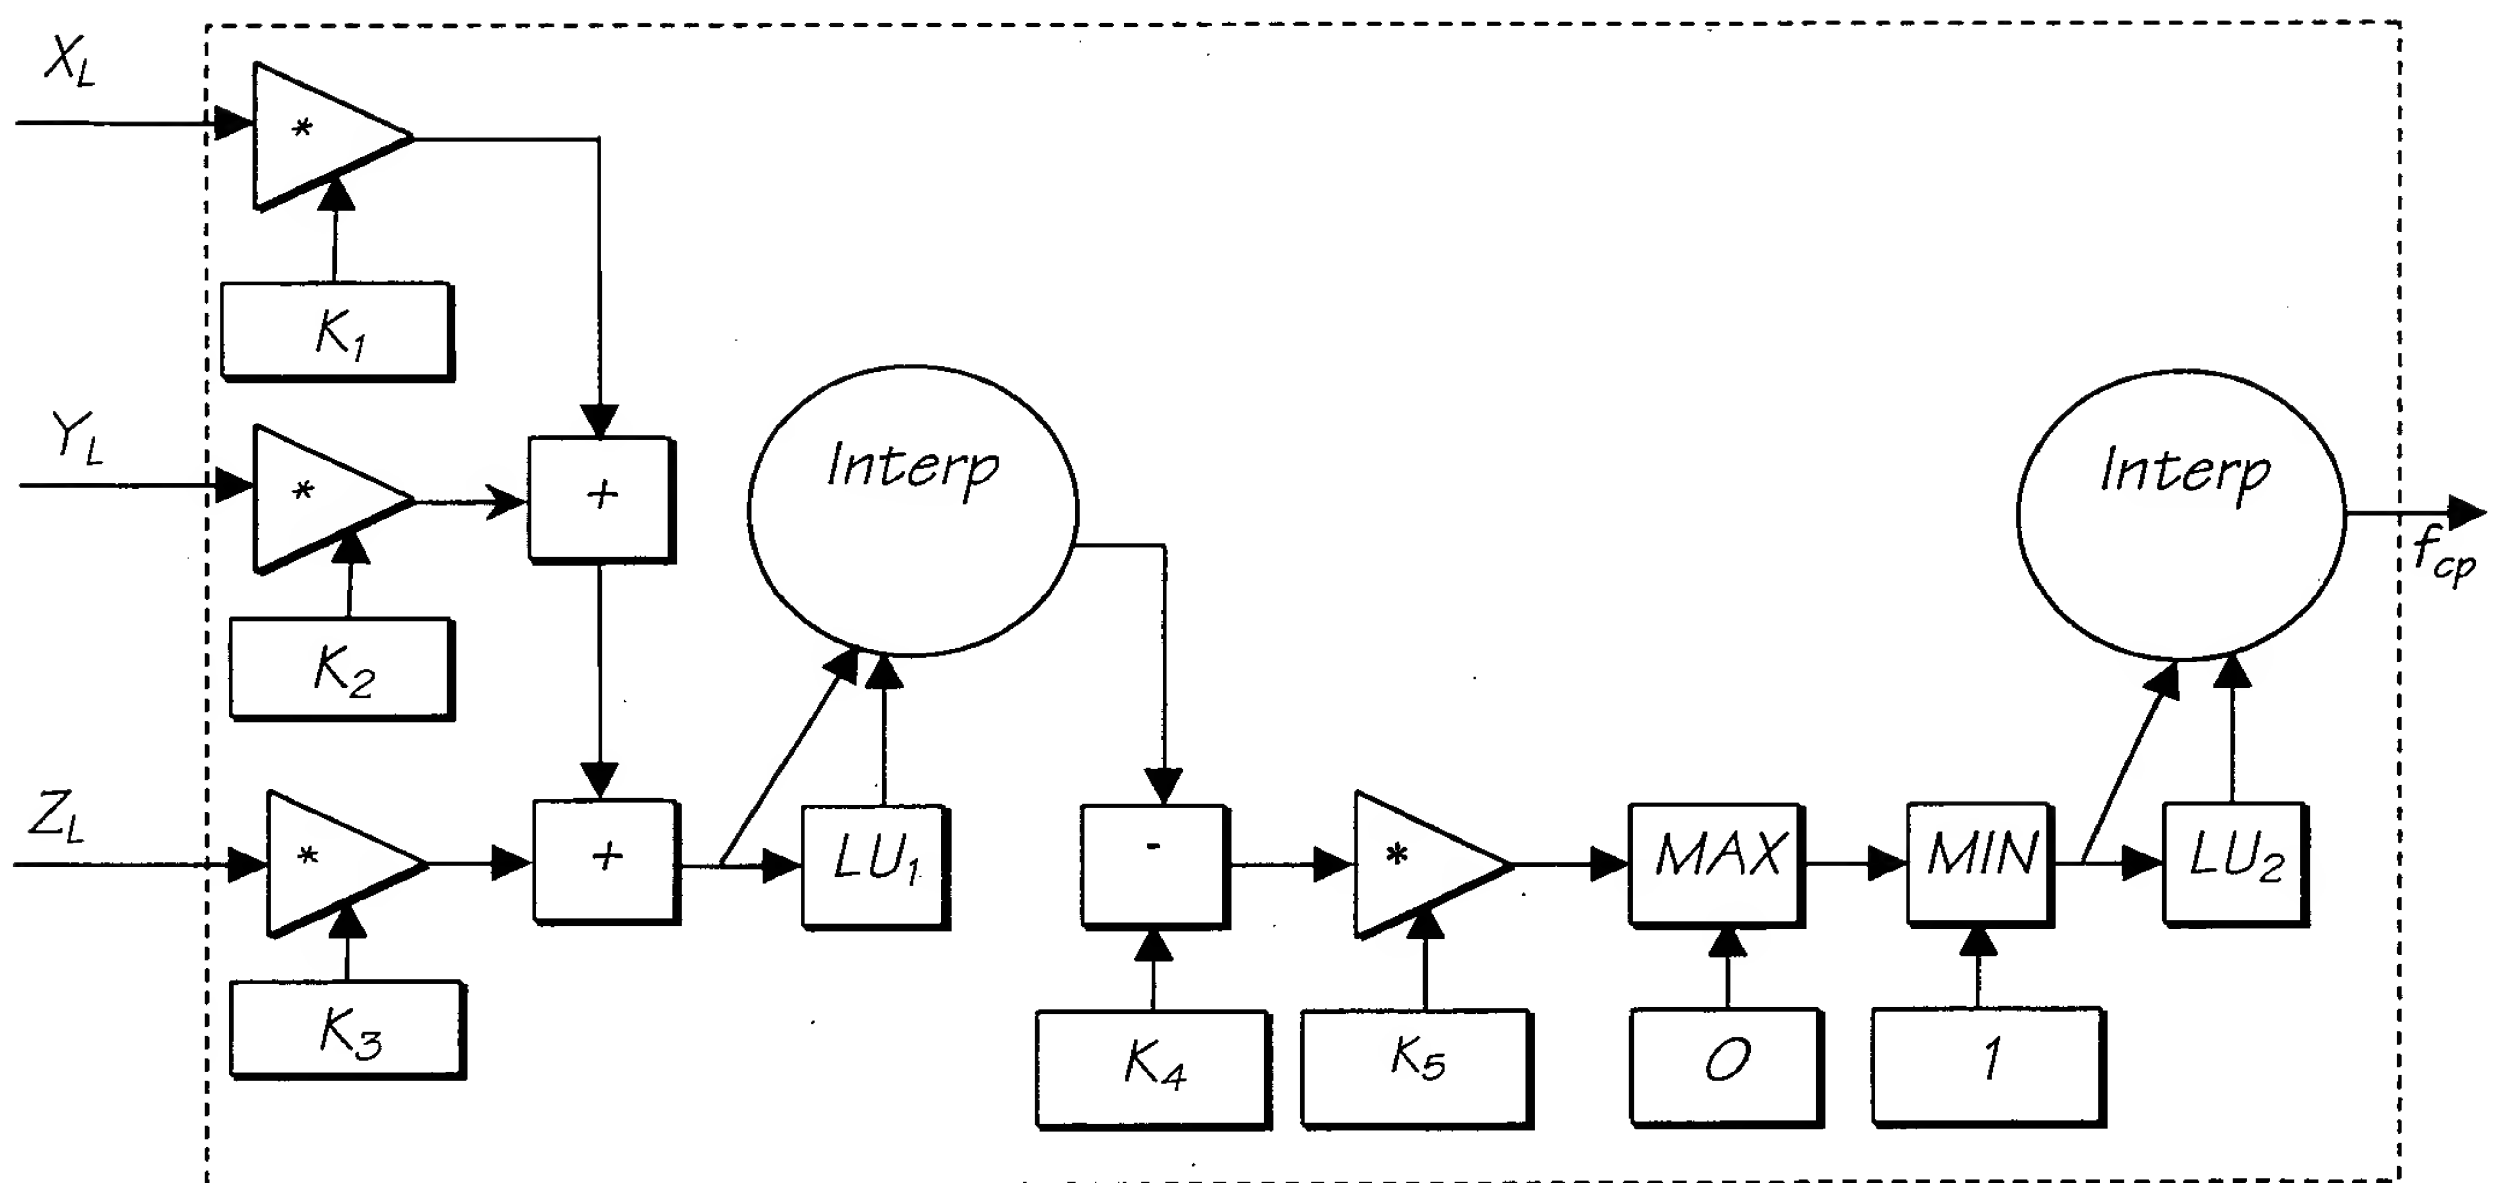 X_L
*
K_1
Y_L
*
+
Interp
Interp
f_cp
K_2
Z_L
*
+
LU_1
-
*
MAX
MIN
LU_2
K_3
K_4
K_5
0
1